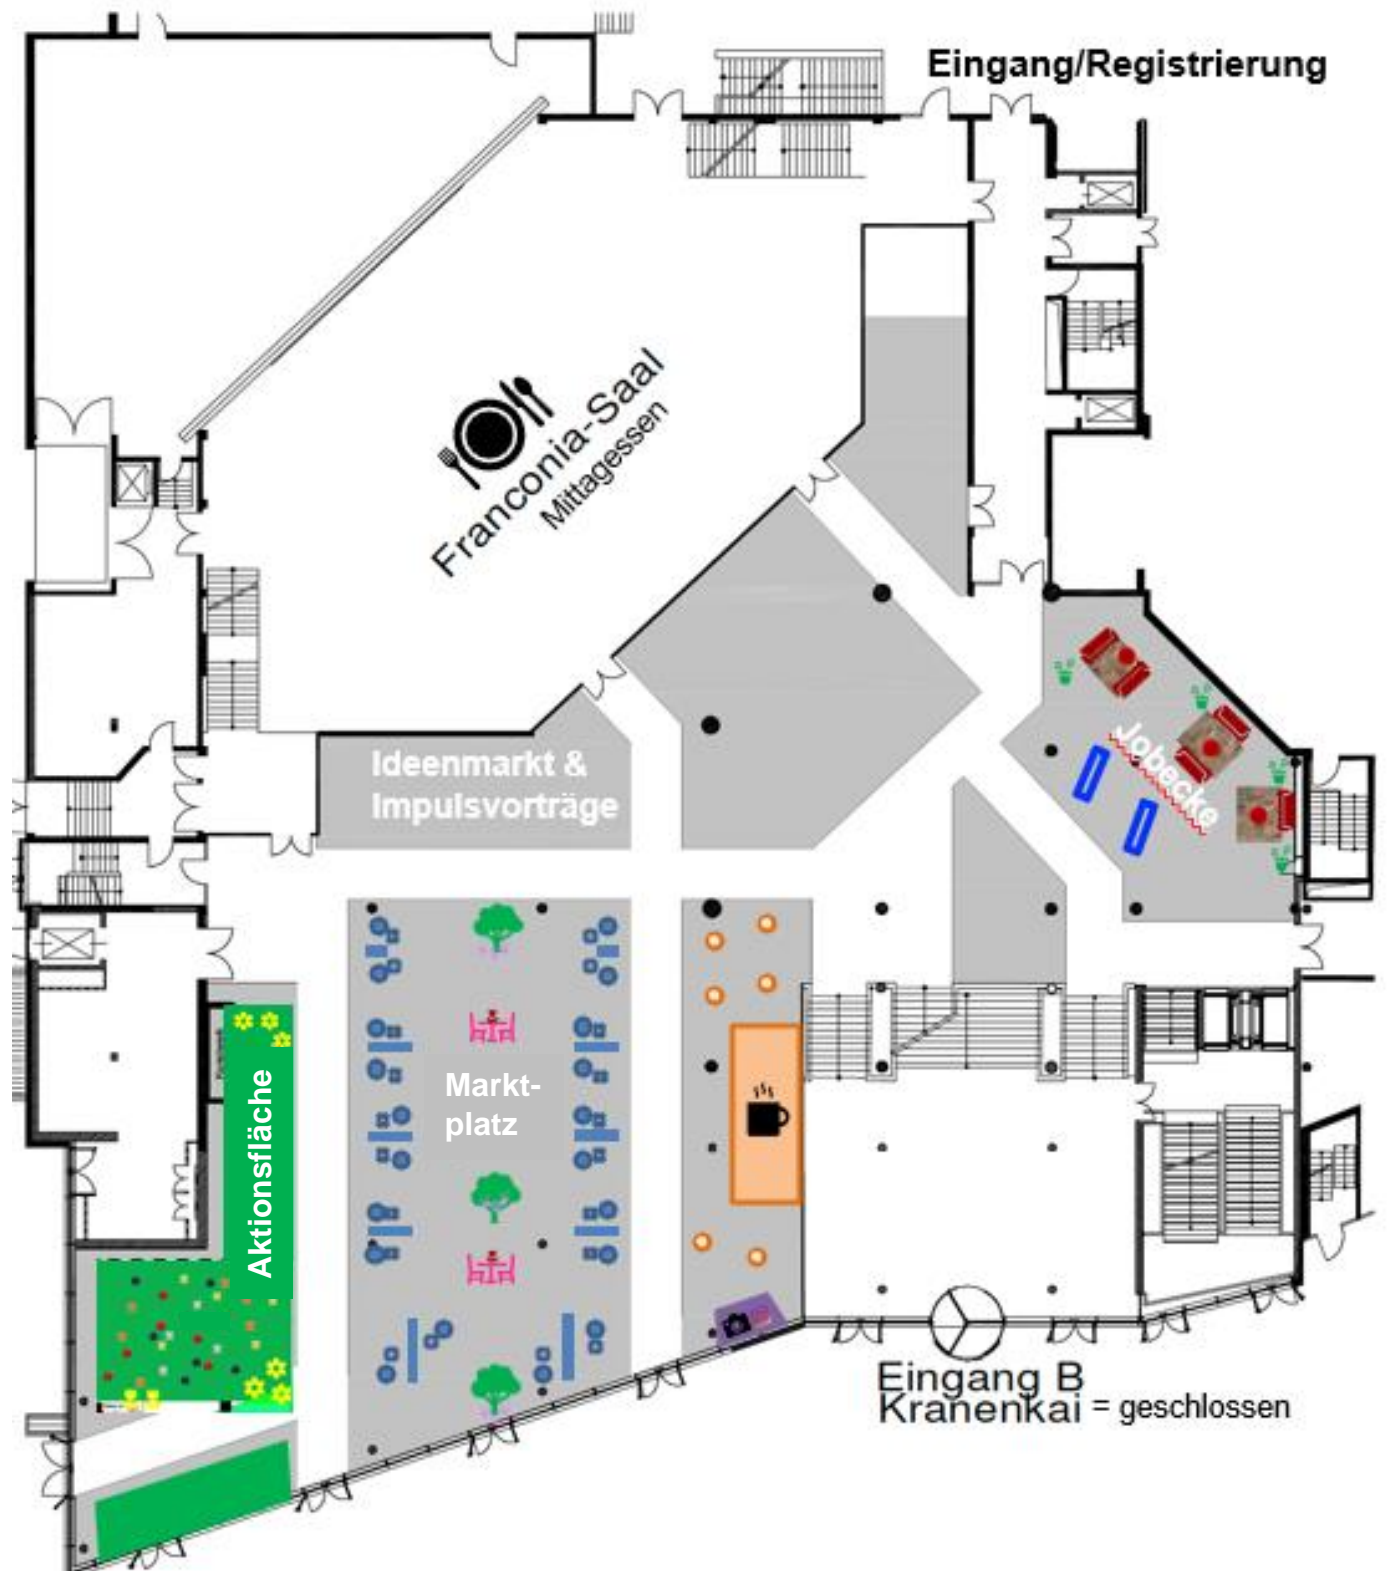 Eingang/Registrierung
Franconia-Saal
Mittagessen
Ideenmarkt &
Impulsvorträge
Jobecke
Markt-
platz
Aktionsfläche
Eingang B
Kranenkai = geschlossen